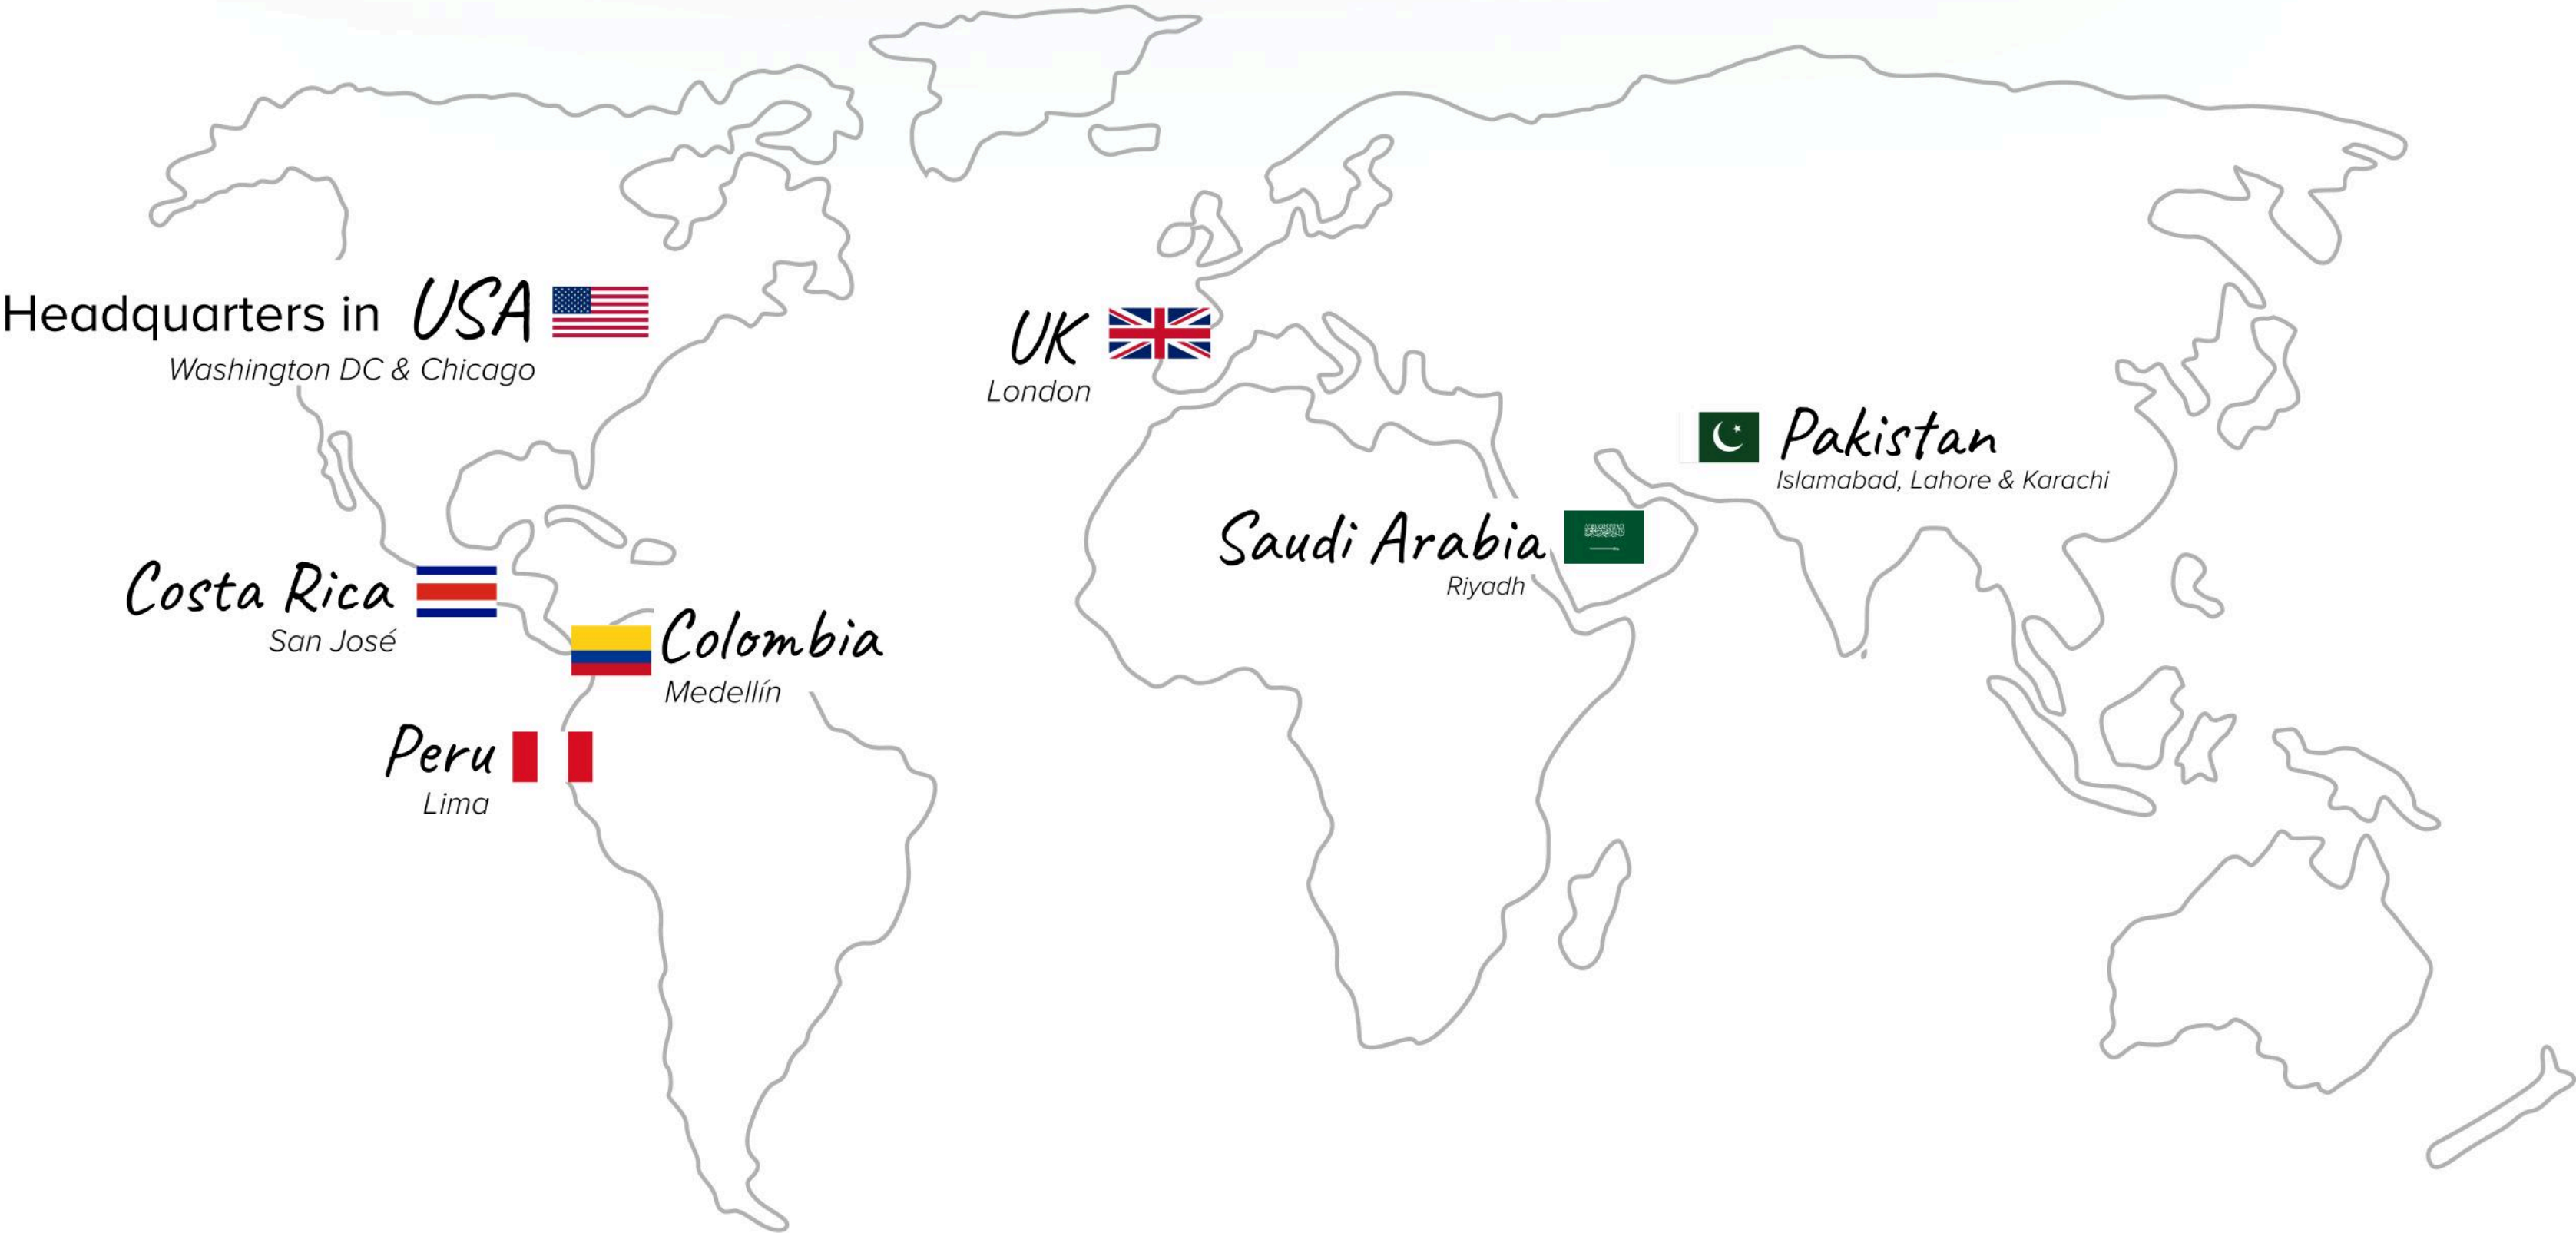 Headquarters in USA
Washington DC & Chicago
UK
London
Pakistan
Islamabad, Lahore & Karachi
Saudi Arabia
Riyadh
Costa Rica
San José
Colombia
Medellín
Peru
Lima